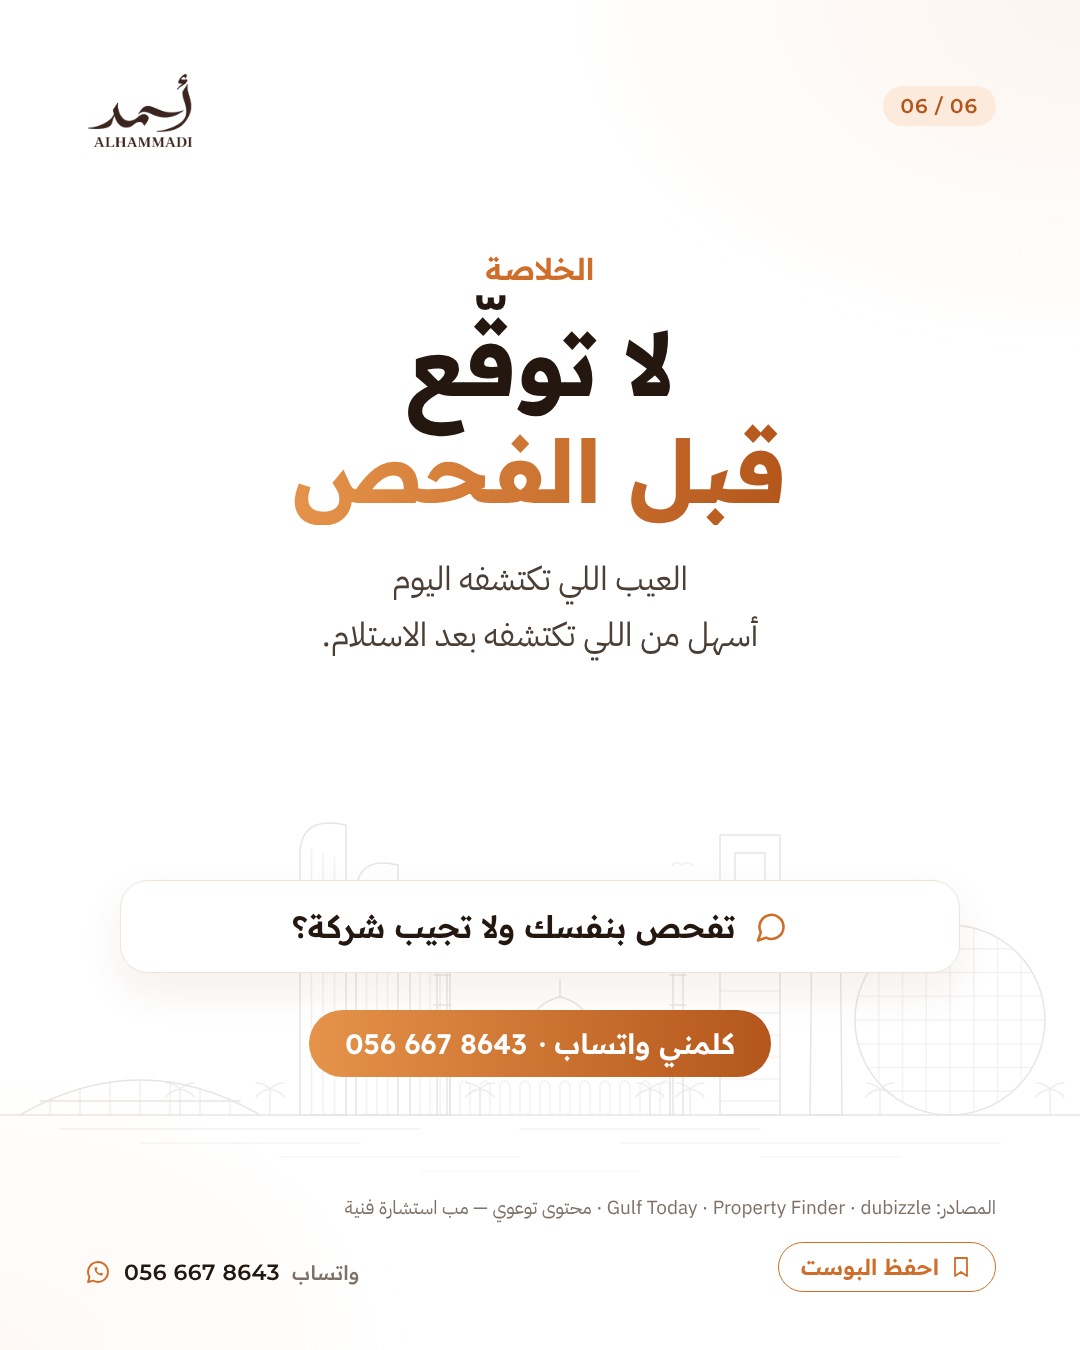 أحمد
ALHAMMADI
06 / 06
الخلاصة
لا توقّع
قبل الفحص
العيب اللي تكتشفه اليوم
أسهل من اللي تكتشفه بعد الاستلام.
تفحص بنفسك ولا تجيب شركة؟
كلمني واتساب · 056 667 8643
المصادر: Gulf Today · Property Finder · dubizzle · محتوى توعوي — مب استشارة فنية
احفظ البوست
واتساب 056 667 8643